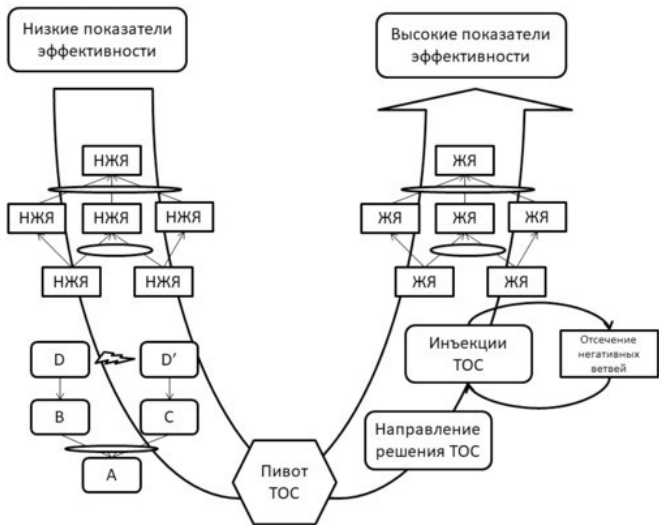 Низкие показатели
эффективности
Высокие показатели
эффективности
НЖЯ
НЖЯ
НЖЯ
НЖЯ
НЖЯ
НЖЯ
ЖЯ
ЖЯ
ЖЯ
ЖЯ
ЖЯ
ЖЯ
D
D’
B
C
A
Инъекции
ТОС
Отсечение
негативных
ветвей
Направление
решения ТОС
Пивот
ТОС